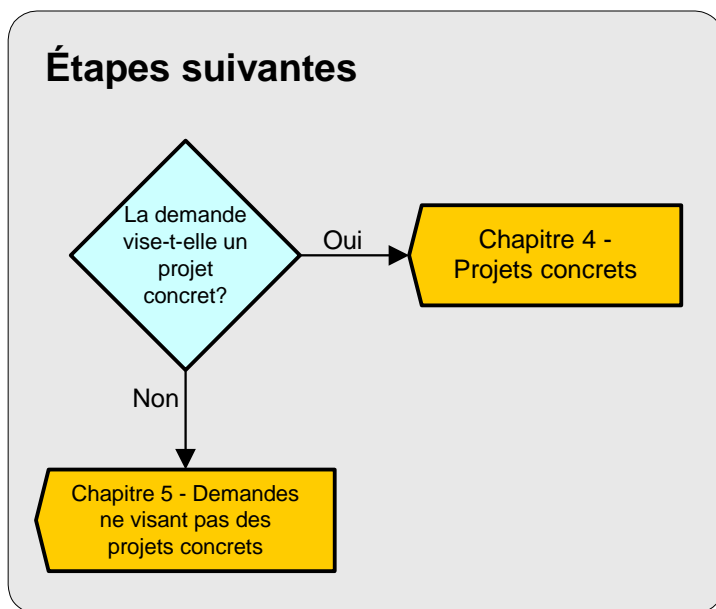 Étapes suivantes
La demande
vise-t-elle un
projet
concret?
Oui
Chapitre 4 -
Projets concrets
Non
Chapitre 5 - Demandes
ne visant pas des
projets concrets